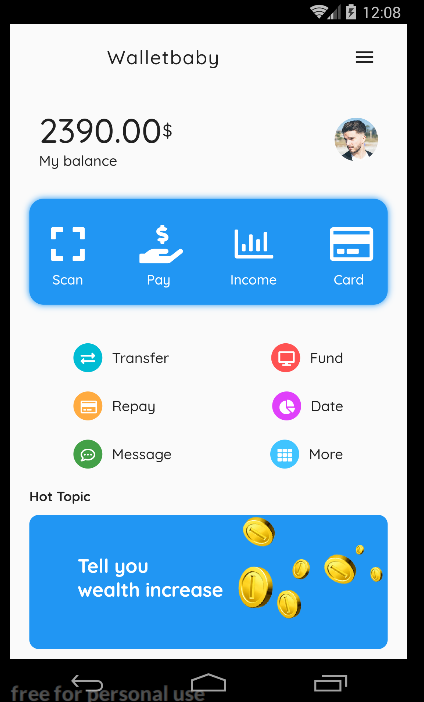 12:08
Walletbaby
2390.00$
My balance
Scan Pay Income Card
Transfer Fund
Repay Date
Message More
Hot Topic
Tell you
wealth increase
free for personal use